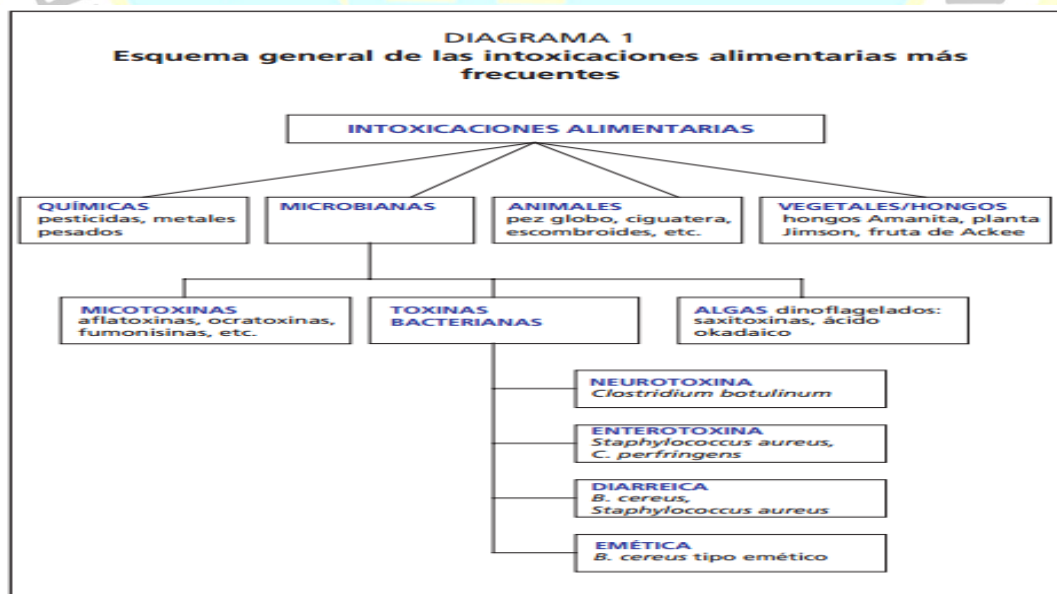 DIAGRAMA 1
Esquema general de las intoxicaciones alimentarias más
frecuentes
INTOXICACIONES ALIMENTARIAS
QUÍMICAS
pesticidas, metales
pesados
MICROBIANAS
ANIMALES
pez globo, ciguatera,
escombroides, etc.
VEGETALES/HONGOS
hongos Amanita, planta
Jimson, fruta de Ackee
MICOTOXINAS
aflatoxinas, ocratoxinas,
fumonisinas, etc.
TOXINAS
BACTERIANAS
ALGAS dinoflagelados:
saxitoxinas, ácido
okadaico
NEUROTOXINA
Clostridium botulinum
ENTEROTOXINA
Staphylococcus aureus,
C. perfringens
DIARREICA
B. cereus,
Staphylococcus aureus
EMÉTICA
B. cereus tipo emético